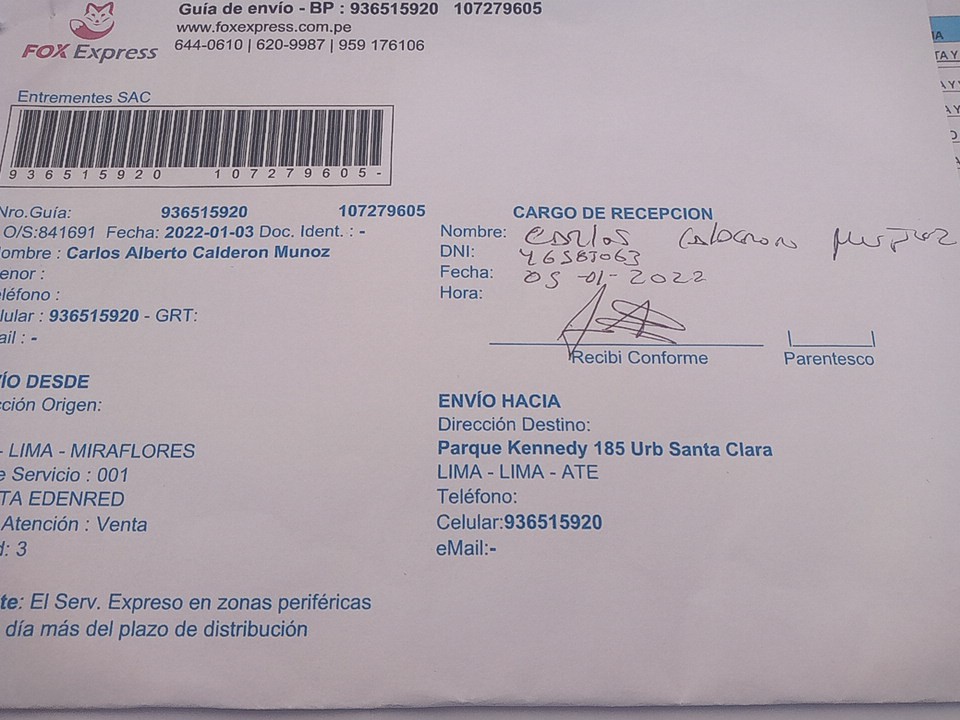 Guía de envío - BP : 936515920 107279605
www.foxexpress.com.pe
644-0610 | 620-9987 | 959 176106
FOX Express
Entrementes SAC
936515920 107279605-
Nro.Guía: 936515920 107279605
O/S:841691 Fecha: 2022-01-03 Doc. Ident. : -
ombre : Carlos Alberto Calderon Munoz
enor :
léfono :
lular : 936515920 - GRT:
ail : -
CARGO DE RECEPCION
Nombre: Carlos Calderon
DNI:
Fecha: 05-01-2022
Hora:
Recibi Conforme
Parentesco
ÍO DESDE
cción Origen:
- LIMA - MIRAFLORES
e Servicio : 001
TA EDENRED
Atención : Venta
d: 3
ENVÍO HACIA
Dirección Destino:
Parque Kennedy 185 Urb Santa Clara
LIMA - LIMA - ATE
Teléfono:
Celular:936515920
eMail:-
te: El Serv. Expreso en zonas periféricas
día más del plazo de distribución